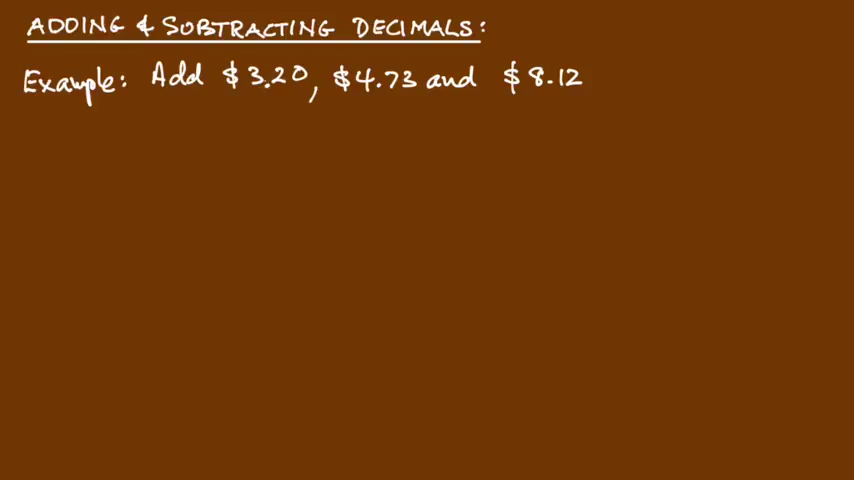 ADDING & SUBTRACTING DECIMALS:
Example: Add $3.20, $4.73 and $8.12